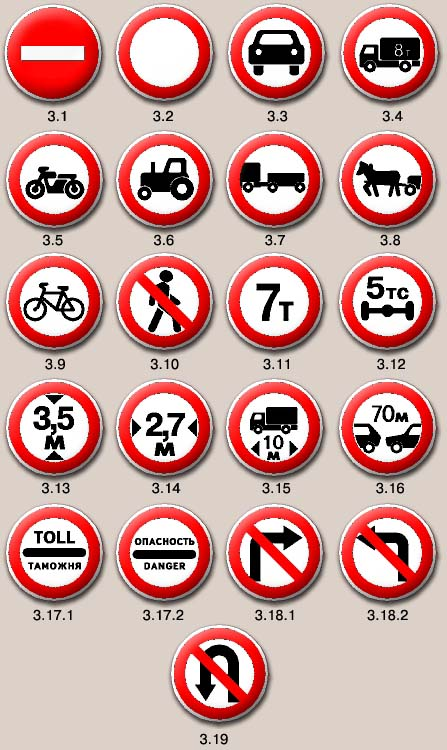 3.1 3.2 3.3 3.4
8т
3.5 3.6 3.7 3.8
3.9 3.10 3.11 3.12
7т
5тс
3.13 3.14 3.15 3.16
3,5
м
2,7
м
10
м
70м
TOLL
ТАМОЖНЯ
ОПАСНОСТЬ
DANGER
3.17.1 3.17.2 3.18.1 3.18.2
3.19